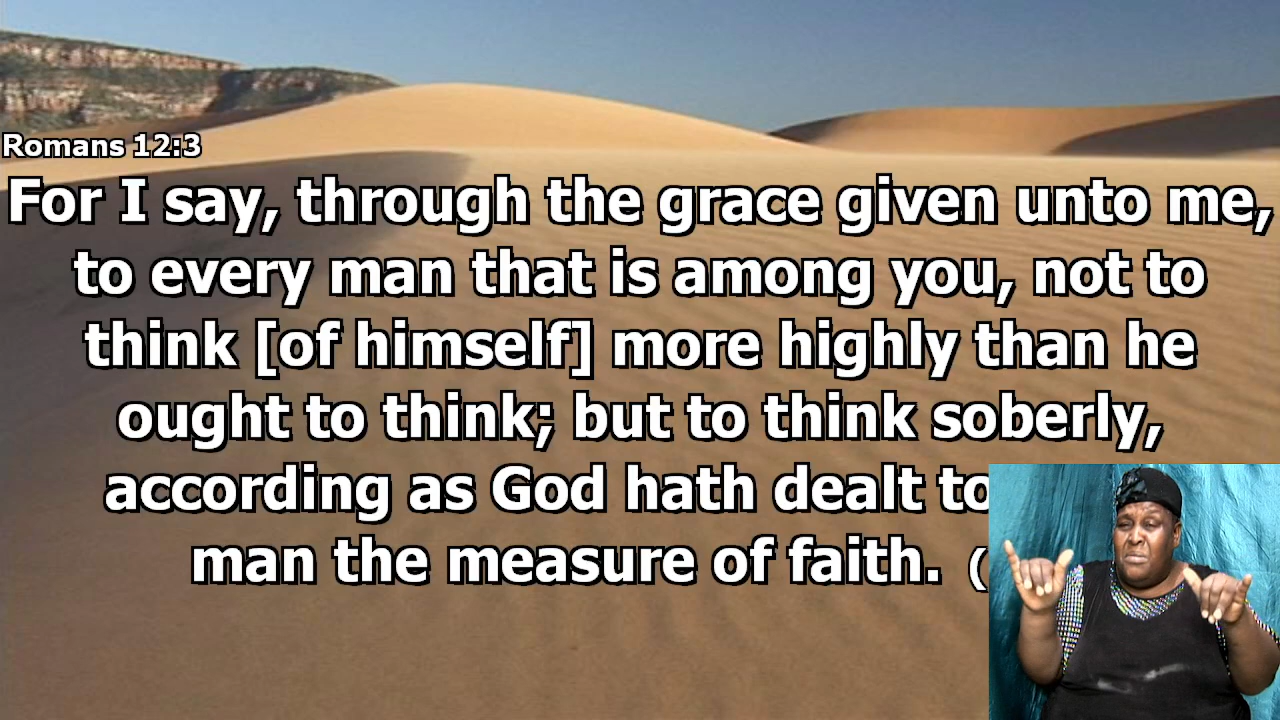 Romans 12:3
For I say, through the grace given unto me,
to every man that is among you, not to
think [of himself] more highly than he
ought to think; but to think soberly,
according as God hath dealt to
man the measure of faith. (